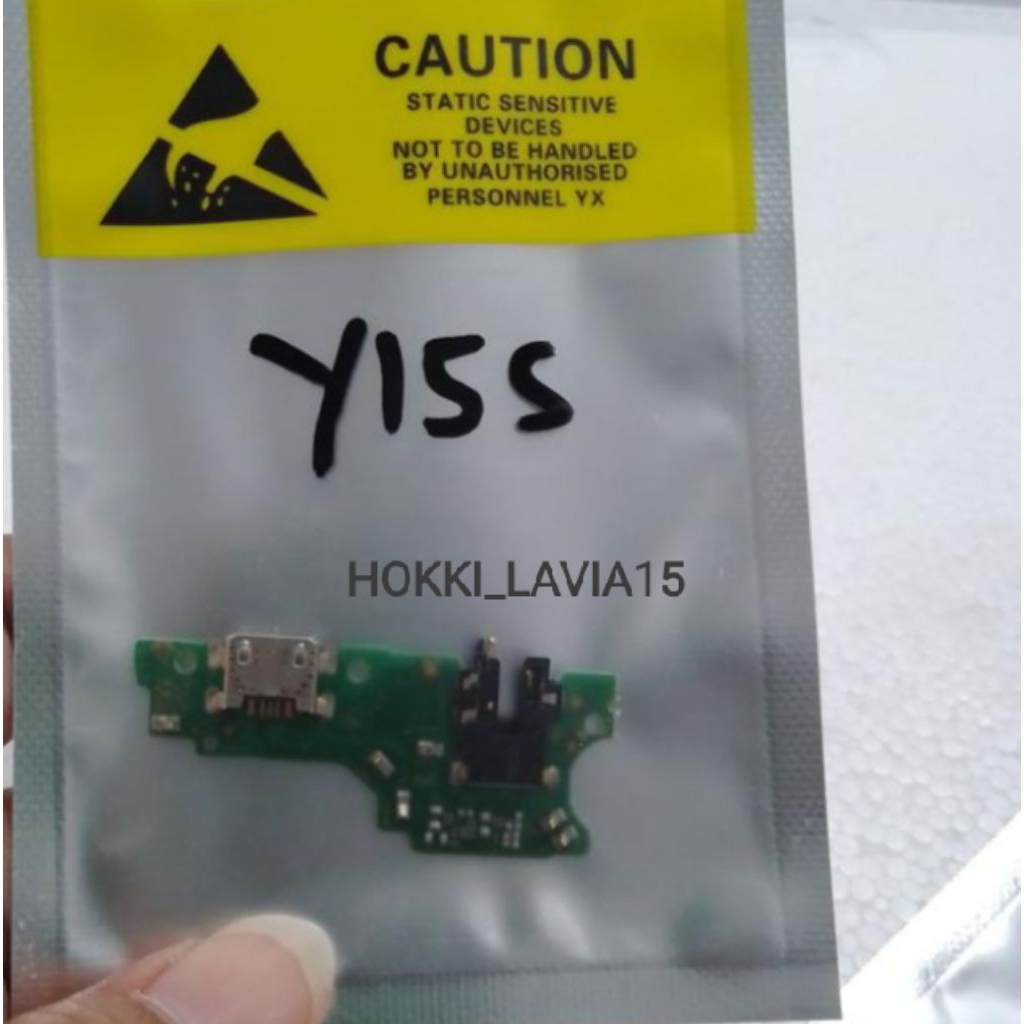 CAUTION
STATIC SENSITIVE
DEVICES
NOT TO BE HANDLED
BY UNAUTHORISED
PERSONNEL YX
Y15S
HOKKI_LAVIA15